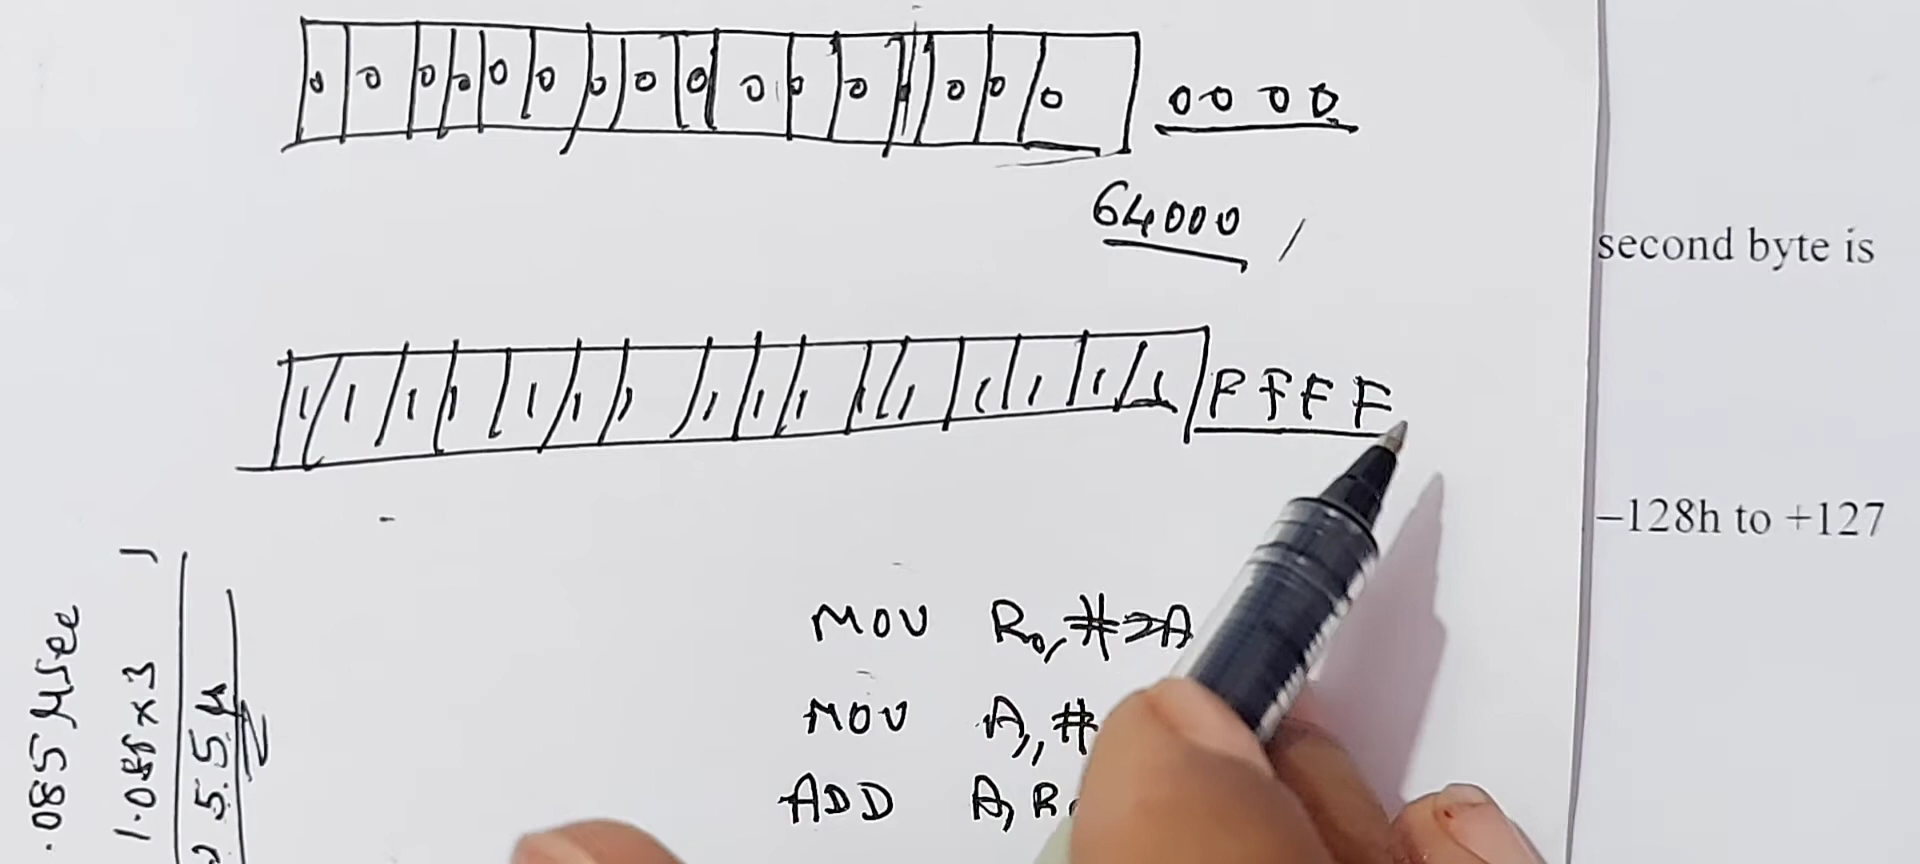 0 0 0 0 0 0 0 0 0 0 0 0 0 0 0 0 0000
64000
second byte is
1 1 1 1 1 1 1 1 1 1 1 1 1 1 1 1 FFFF
–128h to +127
MOV R0, #2A
MOV A, #
ADD A, R
.085 μsec
1.085 x 3
5.5 μ